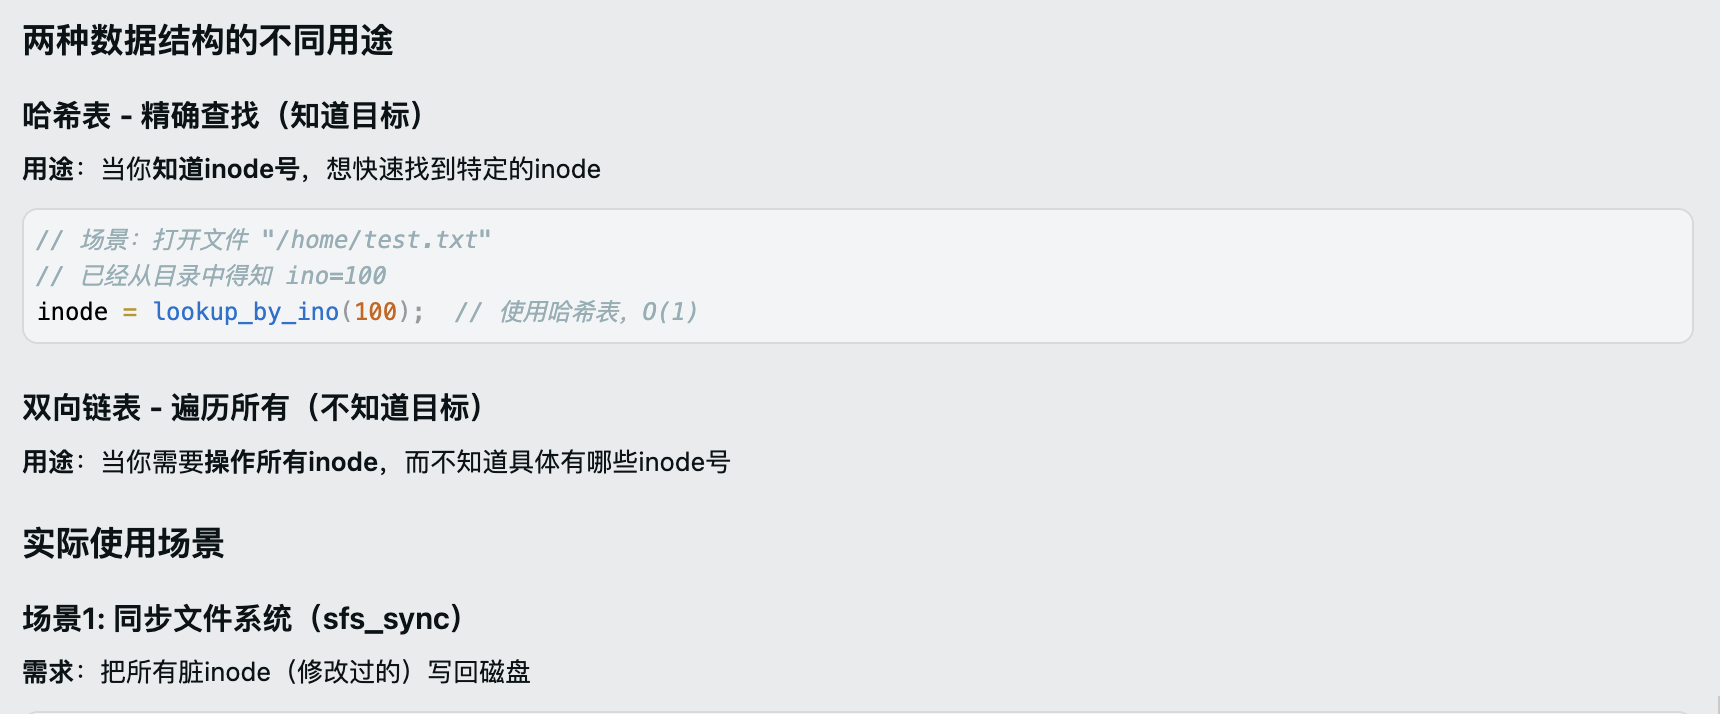 两种数据结构的不同用途
哈希表 - 精确查找（知道目标）
用途：当你知道inode号，想快速找到特定的inode
// 场景：打开文件 "/home/test.txt"
// 已经从目录中得知 ino=100
inode = lookup_by_ino(100);  // 使用哈希表，O(1)
双向链表 - 遍历所有（不知道目标）
用途：当你需要操作所有inode，而不知道具体有哪些inode号
实际使用场景
场景1: 同步文件系统（sfs_sync）
需求：把所有脏inode（修改过的）写回磁盘